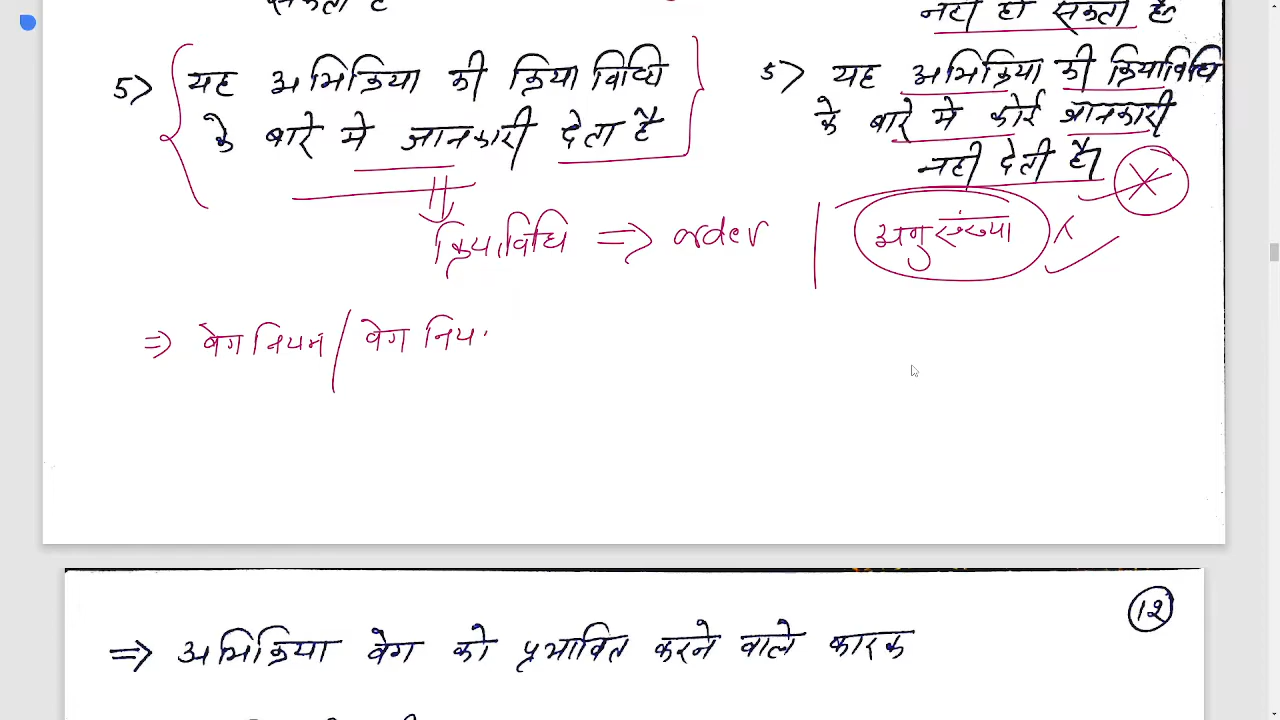 नही हो सकती है
5> यह अभिक्रिया की क्रिया विधि
के बारे मे जानकारी देता है
5> यह अभिक्रिया की क्रियाविधि
के बारे मे कोई जानकारी
नही देती है।
क्रियाविधि => order | अणुसंख्या x
=> वेग नियम / वेग निय
12
=> अभिक्रिया वेग को प्रभावित करने वाले कारक